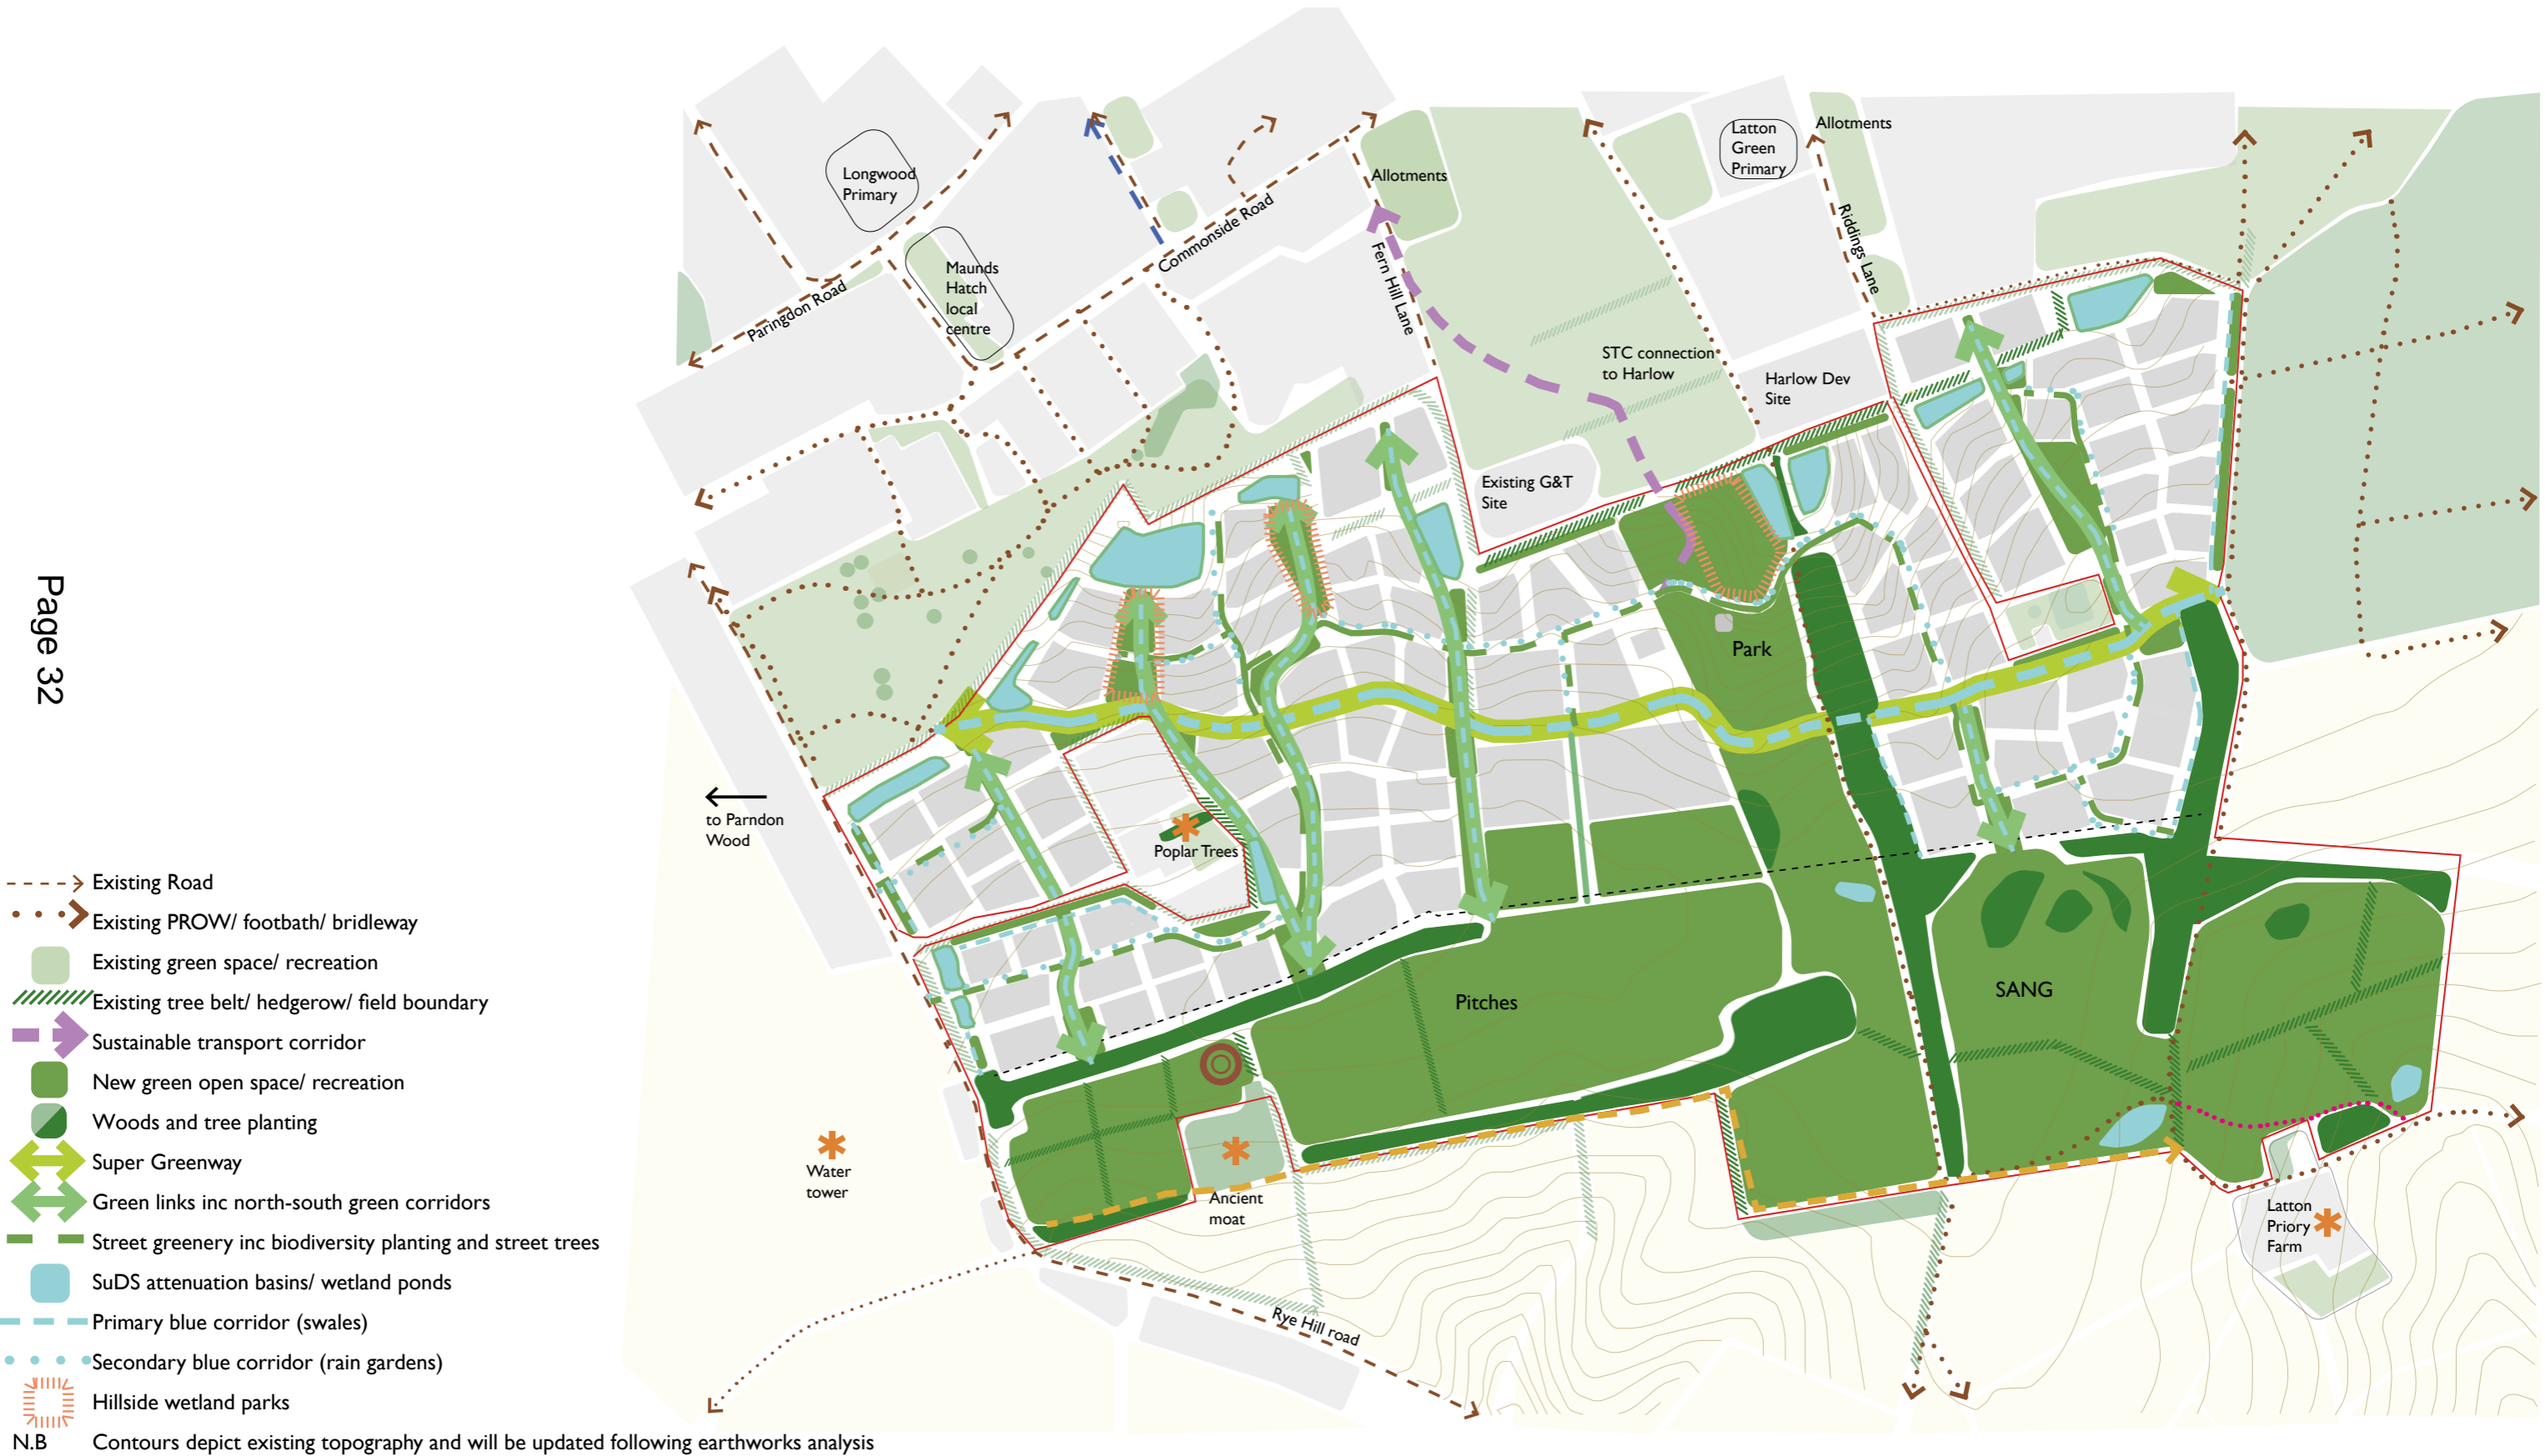 Page 32
Longwood
Primary
Maunds
Hatch
local
centre
Paringdon Road
Commonside Road
Allotments
Fern Hill Lane
Latton
Green
Primary
Allotments
Riddings Lane
STC connection
to Harlow
Harlow Dev
Site
Existing G&T
Site
Park
to Parndon
Wood
Poplar Trees
Pitches
SANG
Water
tower
Ancient
moat
Latton
Priory
Farm
Rye Hill road
Existing Road
Existing PROW/ footbath/ bridleway
Existing green space/ recreation
Existing tree belt/ hedgerow/ field boundary
Sustainable transport corridor
New green open space/ recreation
Woods and tree planting
Super Greenway
Green links inc north-south green corridors
Street greenery inc biodiversity planting and street trees
SuDS attenuation basins/ wetland ponds
Primary blue corridor (swales)
Secondary blue corridor (rain gardens)
Hillside wetland parks
N.B Contours depict existing topography and will be updated following earthworks analysis